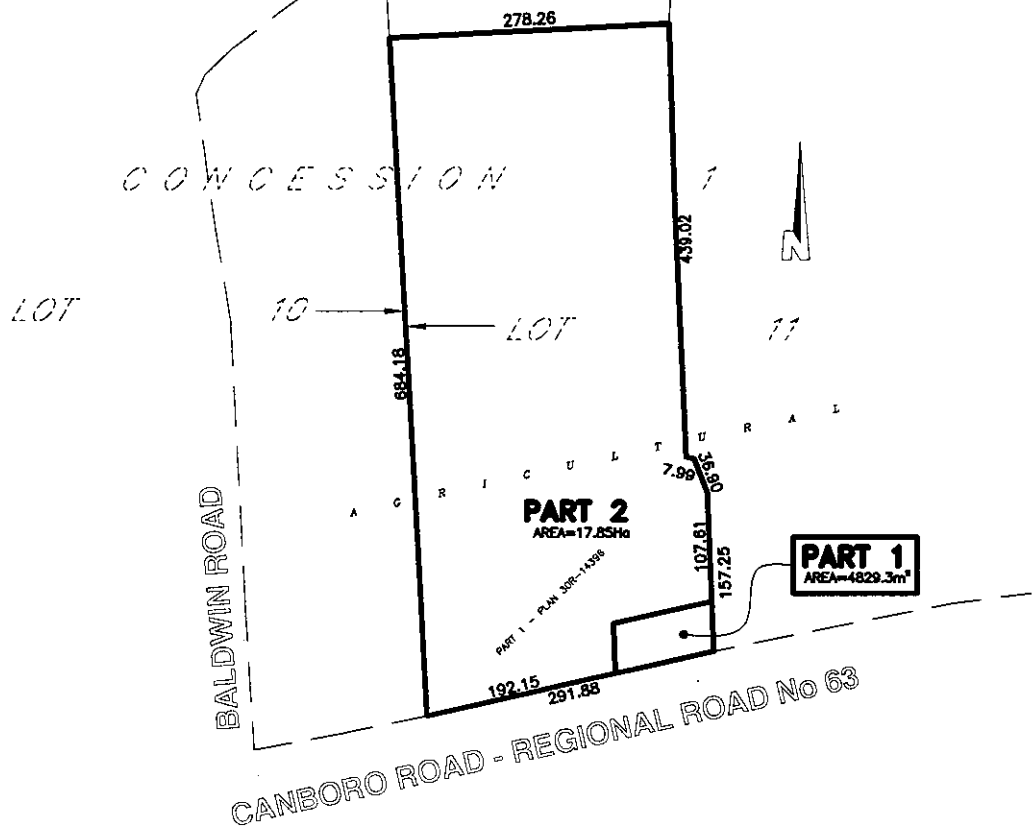 278.26
CONCESSION 1
439.02
N
LOT 10
LOT 11
684.18
AGRICULTURAL
7.99
36.90
PART 2
AREA=17.85Ha
107.61
157.25
PART 1
AREA=4829.3m²
PART 1 - PLAN 30R-14396
BALDWIN ROAD
192.15
291.88
CANBORO ROAD - REGIONAL ROAD No 63